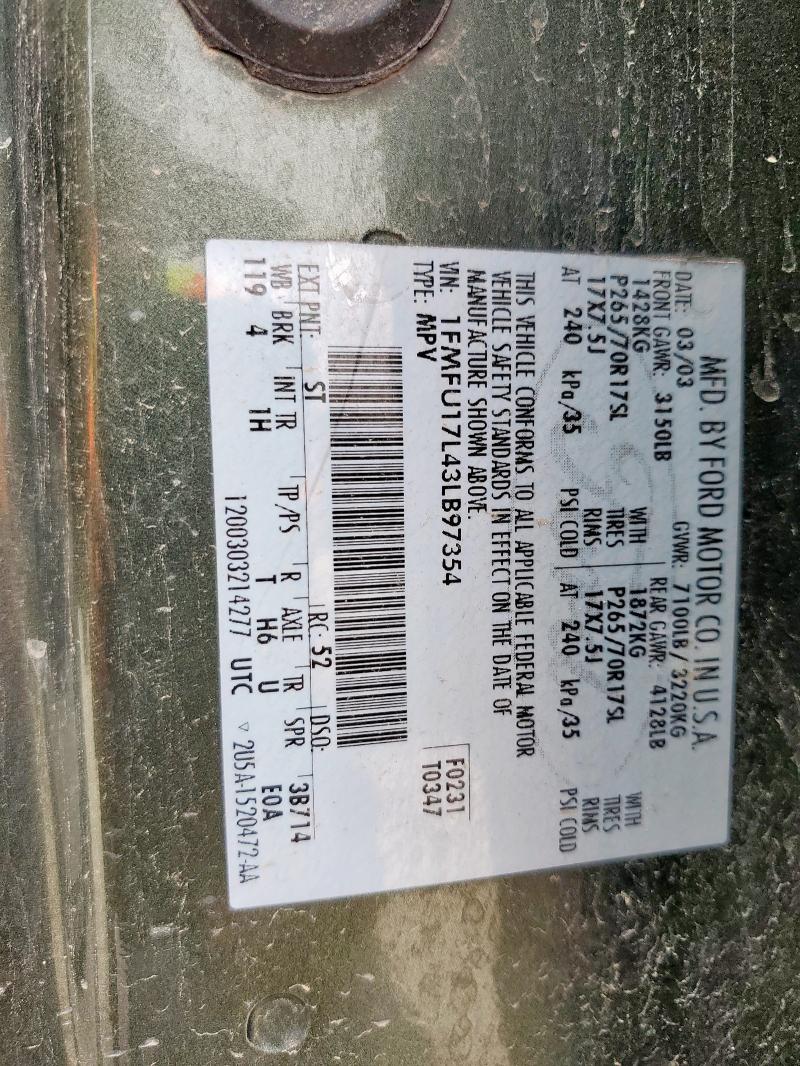 MFD. BY FORD MOTOR CO. IN U.S.A.
DATE: 03/03 GVWR: 7100LB/3220KG
FRONT GAWR: 3150LB REAR GAWR: 4128LB
1428KG WITH 1872KG WITH
P265/70R17SL TIRES P265/70R17SL TIRES
17X7.5J RIMS 17X7.5J RIMS
AT 240 kPa/35 PSI COLD AT 240 kPa/35 PSI COLD
THIS VEHICLE CONFORMS TO ALL APPLICABLE FEDERAL MOTOR
VEHICLE SAFETY STANDARDS IN EFFECT ON THE DATE OF
MANUFACTURE SHOWN ABOVE.
VIN: 1FMFU17L43LB97354
TYPE: MPV
F0231
T0347
EXT PNT: ST RC: 52 DSO: 3B714
WB BRK INT TR TP/PS R AXLE TR SPR
119 4 1H T H6 U E0A
1200303214277 UTC ▽ 2U5A-1520472-AA